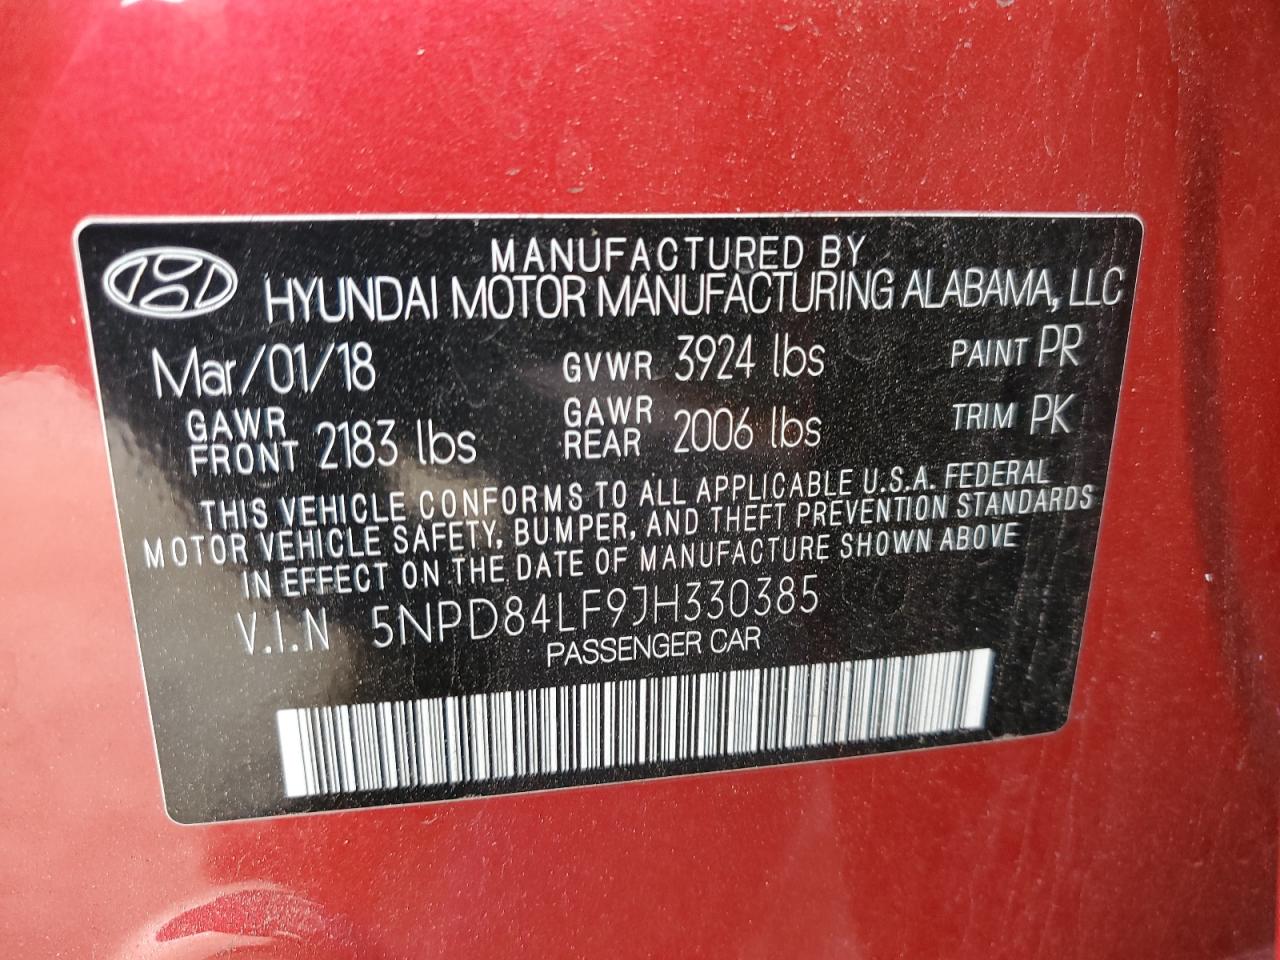 MANUFACTURED BY
HYUNDAI MOTOR MANUFACTURING ALABAMA, LLC
Mar/01/18 GVWR 3924 lbs PAINT PR
GAWR FRONT 2183 lbs GAWR REAR 2006 lbs TRIM PK
THIS VEHICLE CONFORMS TO ALL APPLICABLE U.S.A. FEDERAL
MOTOR VEHICLE SAFETY, BUMPER, AND THEFT PREVENTION STANDARDS
IN EFFECT ON THE DATE OF MANUFACTURE SHOWN ABOVE
V.I.N 5NPD84LF9JH330385
PASSENGER CAR